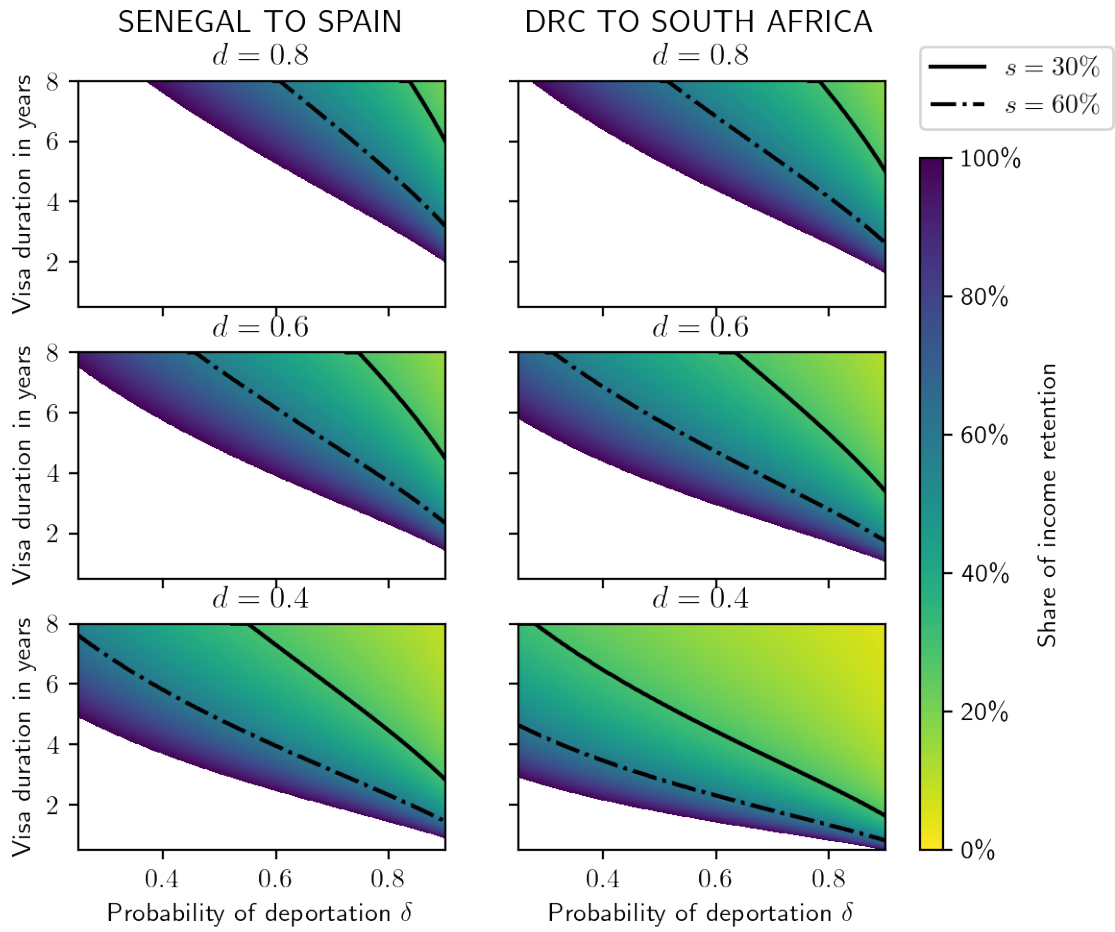 SENEGAL TO SPAIN
DRC TO SOUTH AFRICA
d = 0.8
d = 0.8
s = 30%
s = 60%
Visa duration in years
8
6
4
2
d = 0.6
d = 0.6
Visa duration in years
8
6
4
2
d = 0.4
d = 0.4
Visa duration in years
8
6
4
2
0.4 0.6 0.8
0.4 0.6 0.8
Probability of deportation δ
Probability of deportation δ
100%
80%
60%
40%
20%
0%
Share of income retention